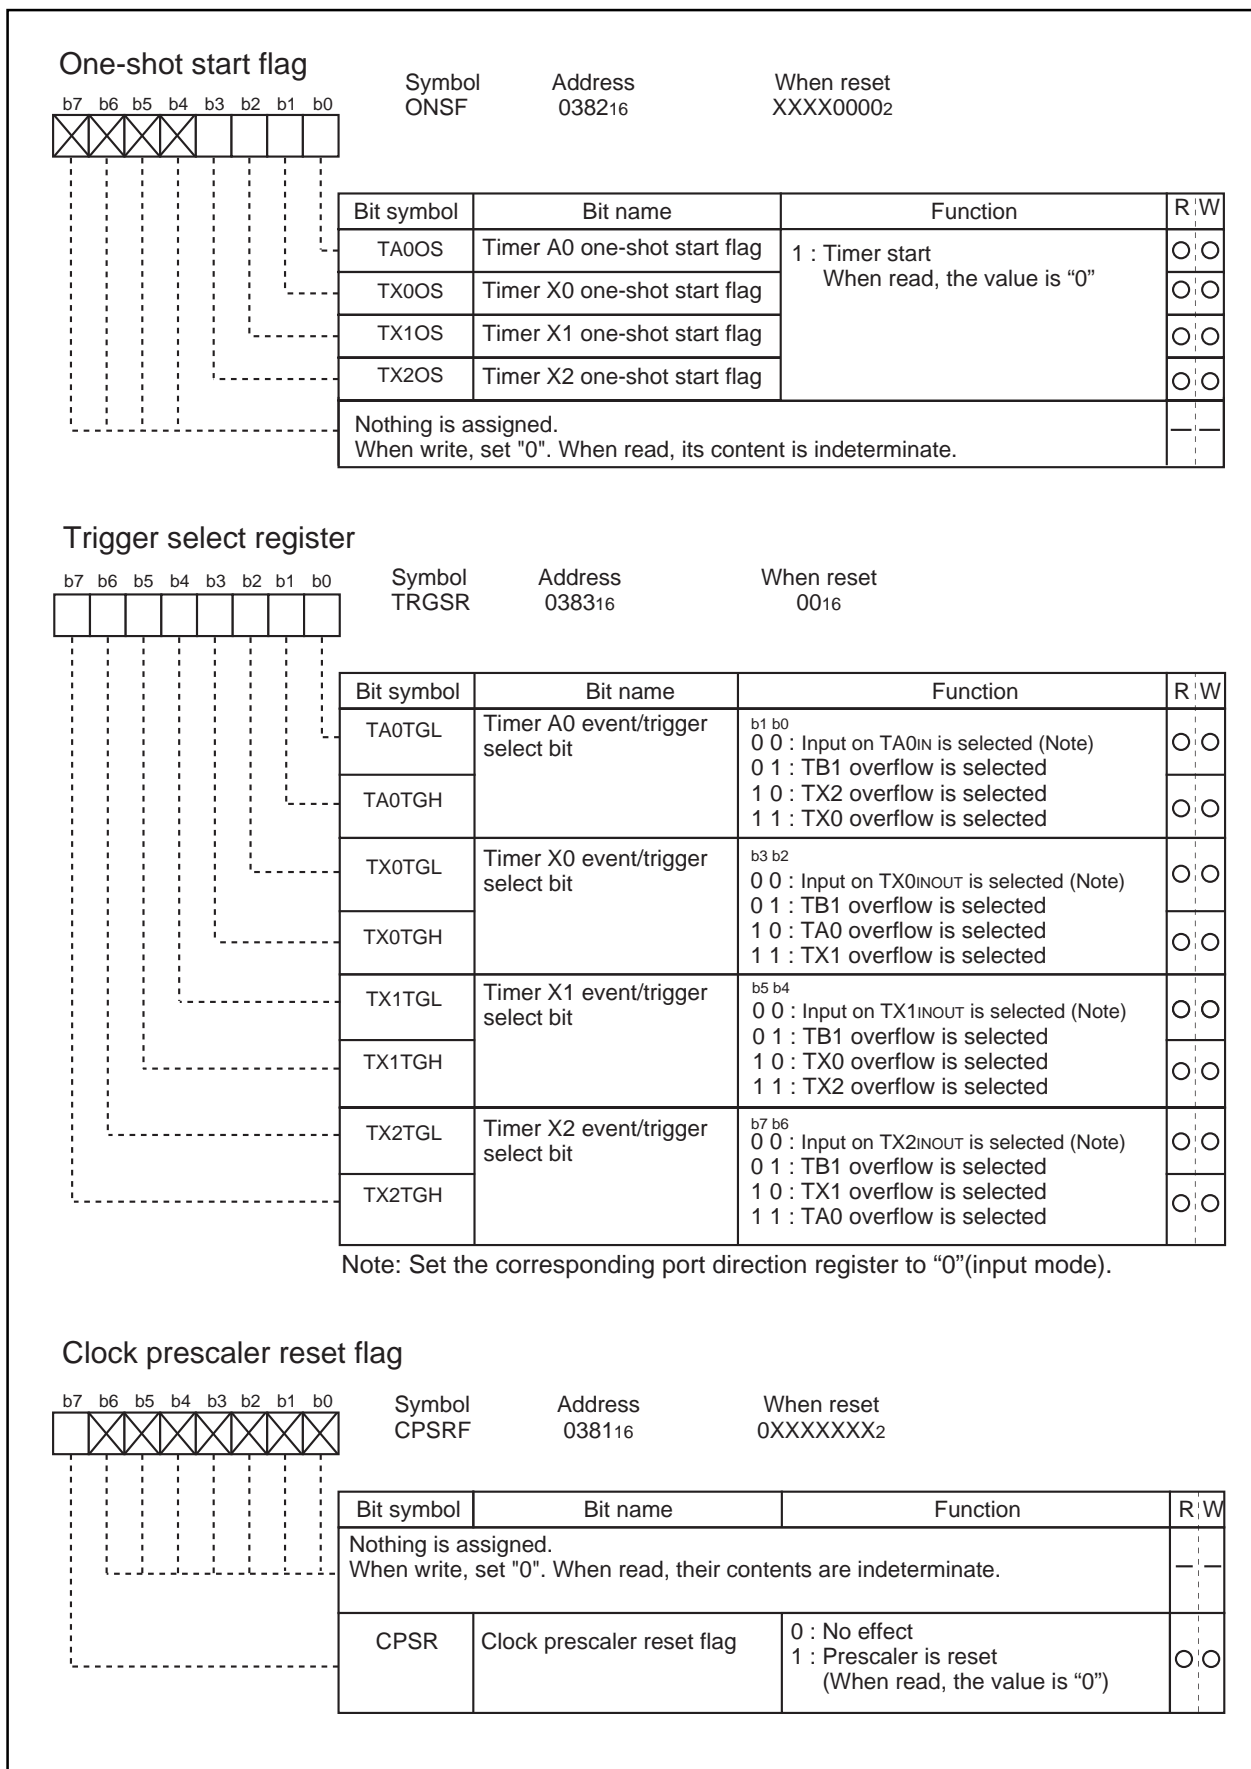 One-shot start flag
Symbol Address When reset
ONSF 038216 XXXX00002
b7 b6 b5 b4 b3 b2 b1 b0
Bit symbol Bit name Function R W
TA0OS Timer A0 one-shot start flag 1 : Timer start
When read, the value is “0”
TX0OS Timer X0 one-shot start flag
TX1OS Timer X1 one-shot start flag
TX2OS Timer X2 one-shot start flag
Nothing is assigned.
When write, set "0". When read, its content is indeterminate.
Trigger select register
b7 b6 b5 b4 b3 b2 b1 b0
Symbol Address When reset
TRGSR 038316 0016
Bit symbol Bit name Function R W
TA0TGL Timer A0 event/trigger
select bit
b1 b0
0 0 : Input on TA0IN is selected (Note)
0 1 : TB1 overflow is selected
TA0TGH 1 0 : TX2 overflow is selected
1 1 : TX0 overflow is selected
TX0TGL Timer X0 event/trigger
select bit
b3 b2
0 0 : Input on TX0INOUT is selected (Note)
0 1 : TB1 overflow is selected
TX0TGH 1 0 : TA0 overflow is selected
1 1 : TX1 overflow is selected
TX1TGL Timer X1 event/trigger
select bit
b5 b4
0 0 : Input on TX1INOUT is selected (Note)
0 1 : TB1 overflow is selected
TX1TGH 1 0 : TX0 overflow is selected
1 1 : TX2 overflow is selected
TX2TGL Timer X2 event/trigger
select bit
b7 b6
0 0 : Input on TX2INOUT is selected (Note)
0 1 : TB1 overflow is selected
TX2TGH 1 0 : TX1 overflow is selected
1 1 : TA0 overflow is selected
Note: Set the corresponding port direction register to “0”(input mode).
Clock prescaler reset flag
b7 b6 b5 b4 b3 b2 b1 b0
Symbol Address When reset
CPSRF 038116 0XXXXXXX2
Bit symbol Bit name Function R W
Nothing is assigned.
When write, set "0". When read, their contents are indeterminate.
CPSR Clock prescaler reset flag 0 : No effect
1 : Prescaler is reset
(When read, the value is “0”)